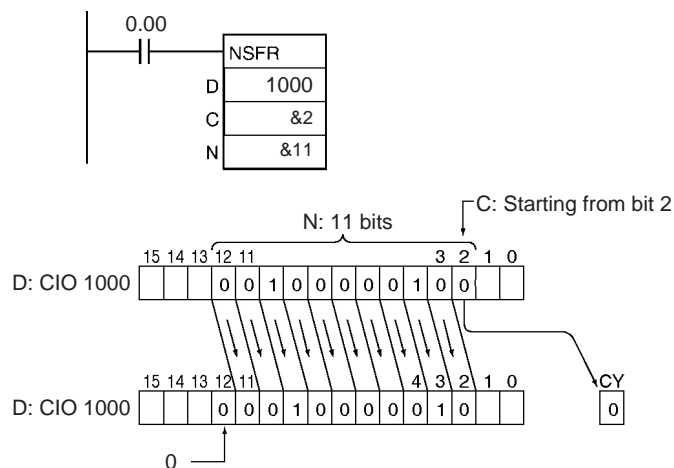 0.00
NSFR
D 1000
C &2
N &11
C: Starting from bit 2
N: 11 bits
15 14 13 12 11 3 2 1 0
D: CIO 1000 0 0 1 0 0 0 0 0 1 0 0
15 14 13 12 11 4 3 2 1 0 CY
D: CIO 1000 0 0 0 1 0 0 0 0 0 1 0 0
0